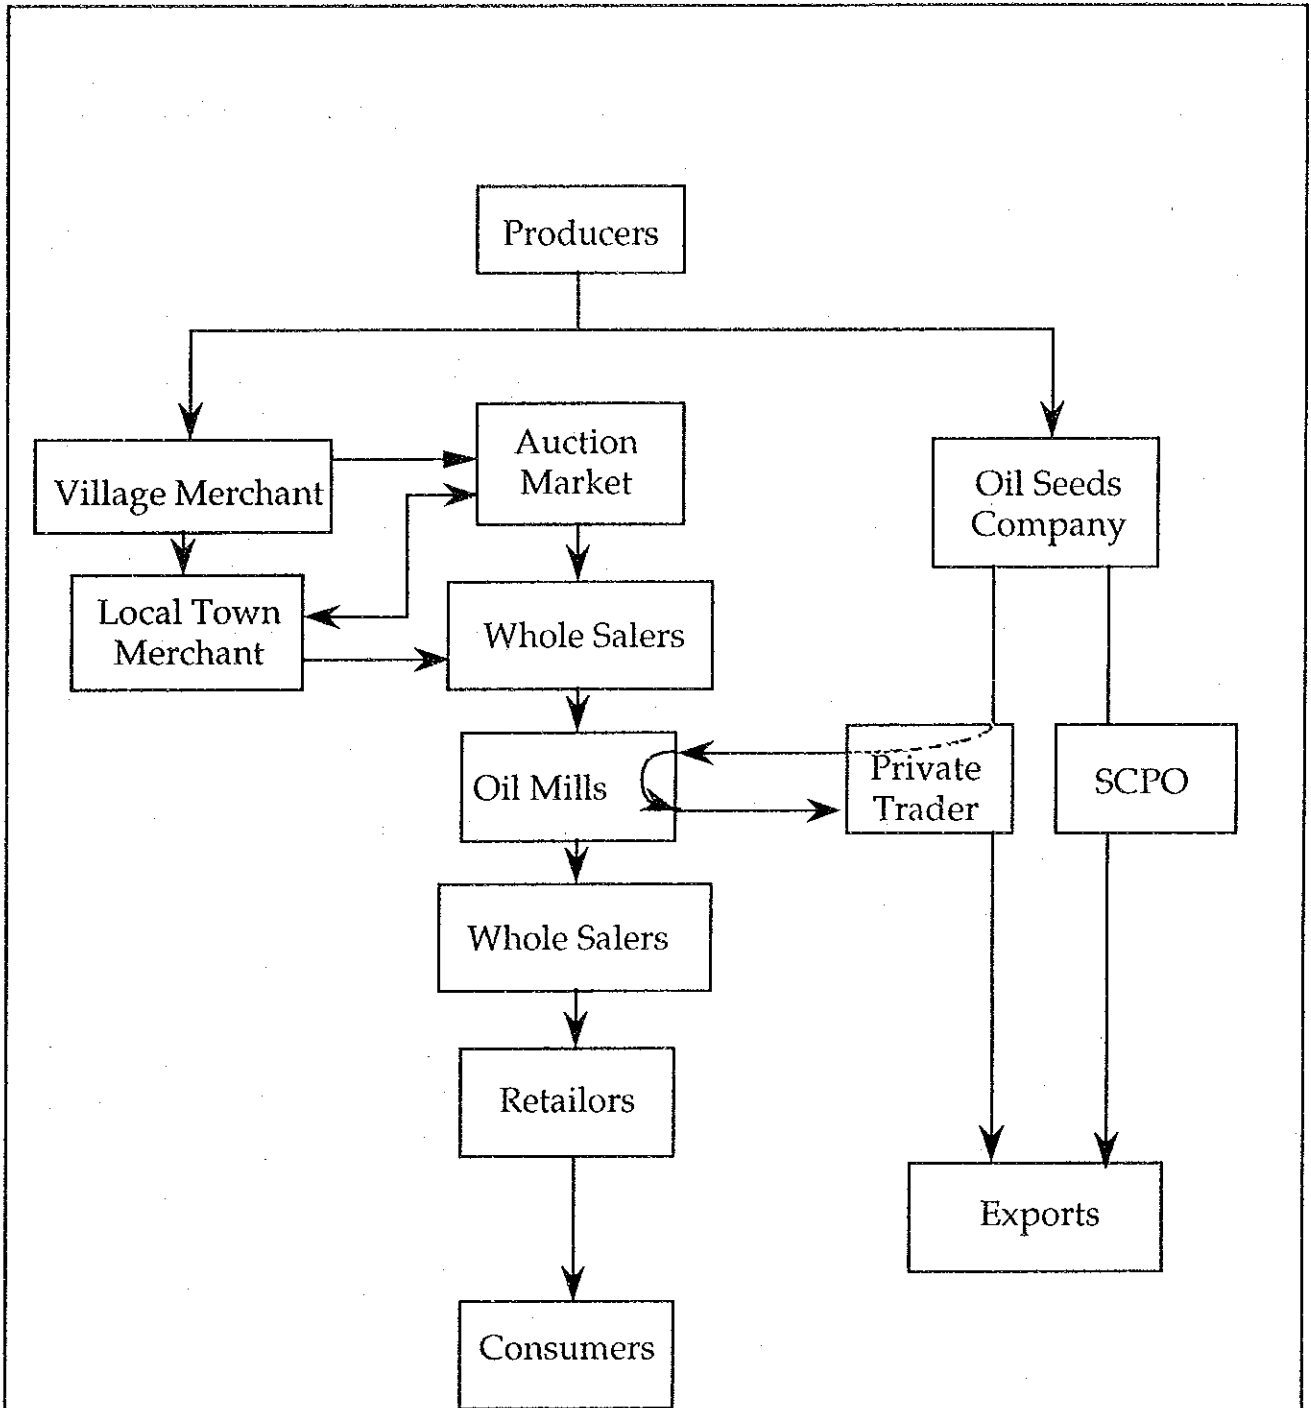 Producers
Auction
Market
Village Merchant
Oil Seeds
Company
Local Town
Merchant
Whole Salers
Oil Mills
Private
Trader
SCPO
Whole Salers
Retailors
Exports
Consumers